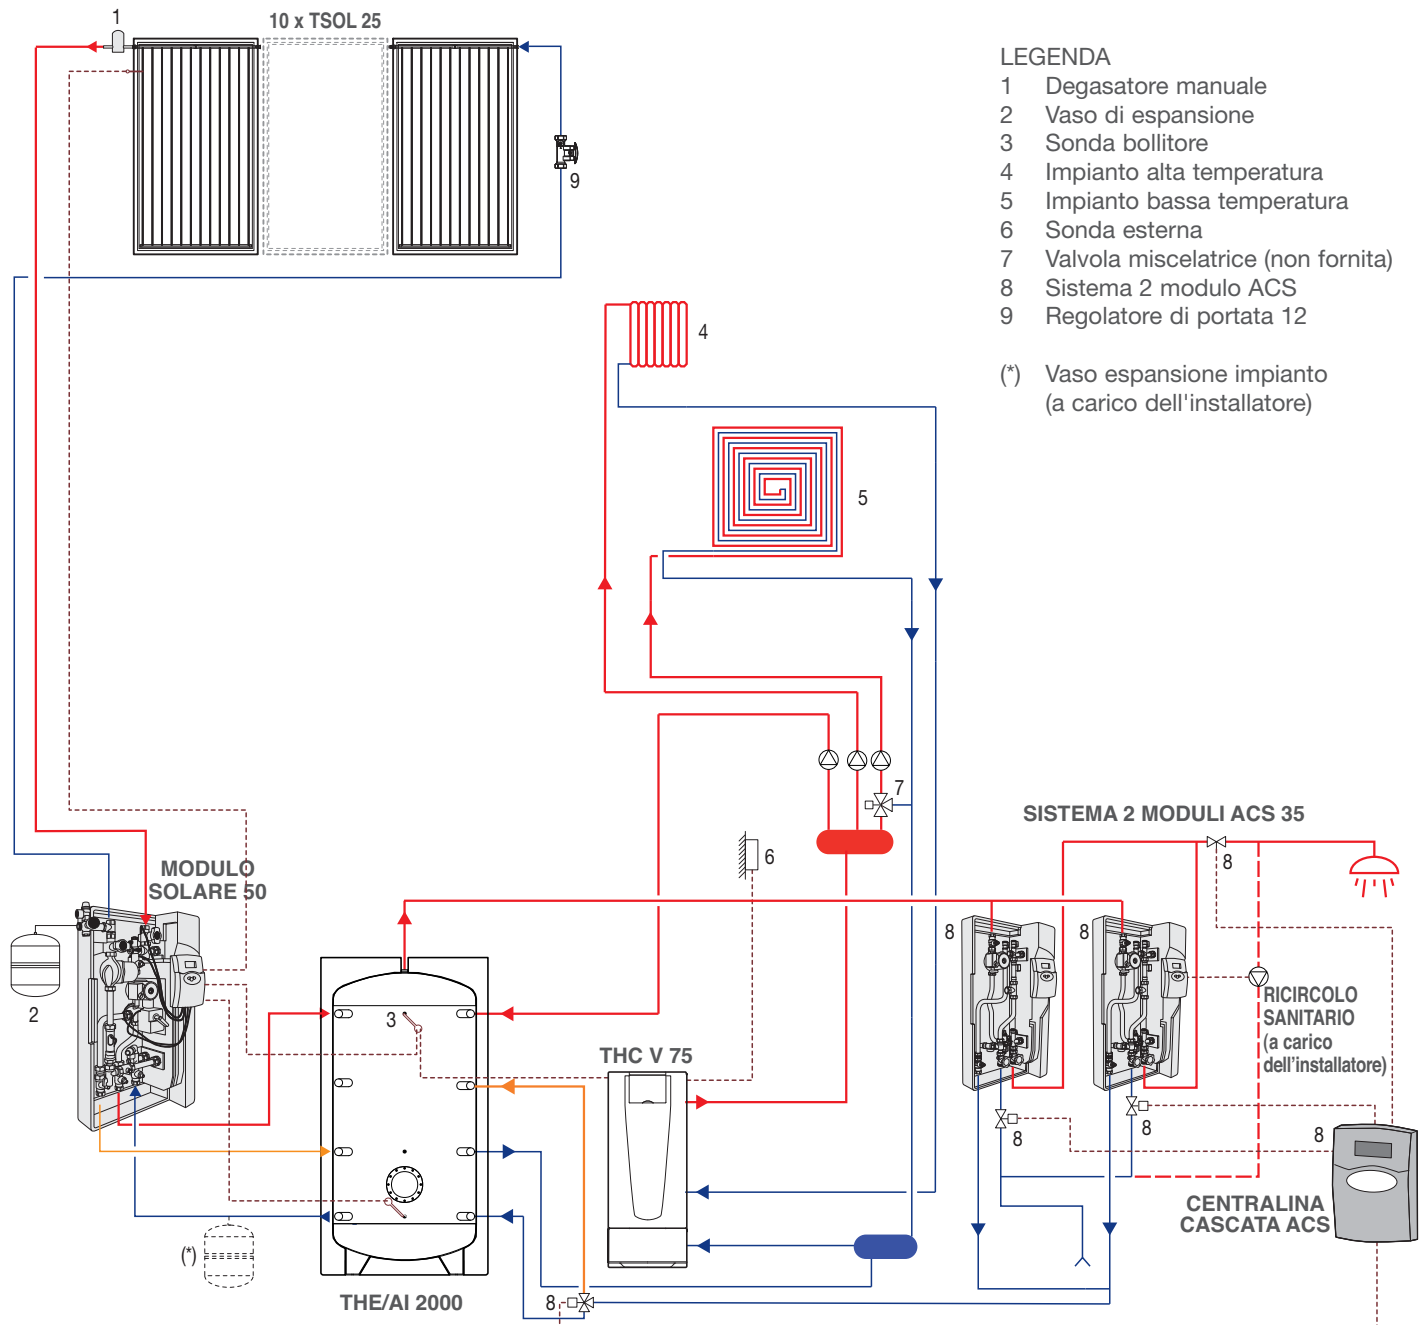 1
10 x TSOL 25
9
LEGENDA
1 Degasatore manuale
2 Vaso di espansione
3 Sonda bollitore
4 Impianto alta temperatura
5 Impianto bassa temperatura
6 Sonda esterna
7 Valvola miscelatrice (non fornita)
8 Sistema 2 modulo ACS
9 Regolatore di portata 12
(*) Vaso espansione impianto
(a carico dell'installatore)
4
5
7
6
SISTEMA 2 MODULI ACS 35
8
MODULO
SOLARE 50
8
8
2
3
RICIRCOLO
SANITARIO
(a carico
dell'installatore)
THC V 75
8
8
8
CENTRALINA
CASCATA ACS
(*)
THE/AI 2000
8